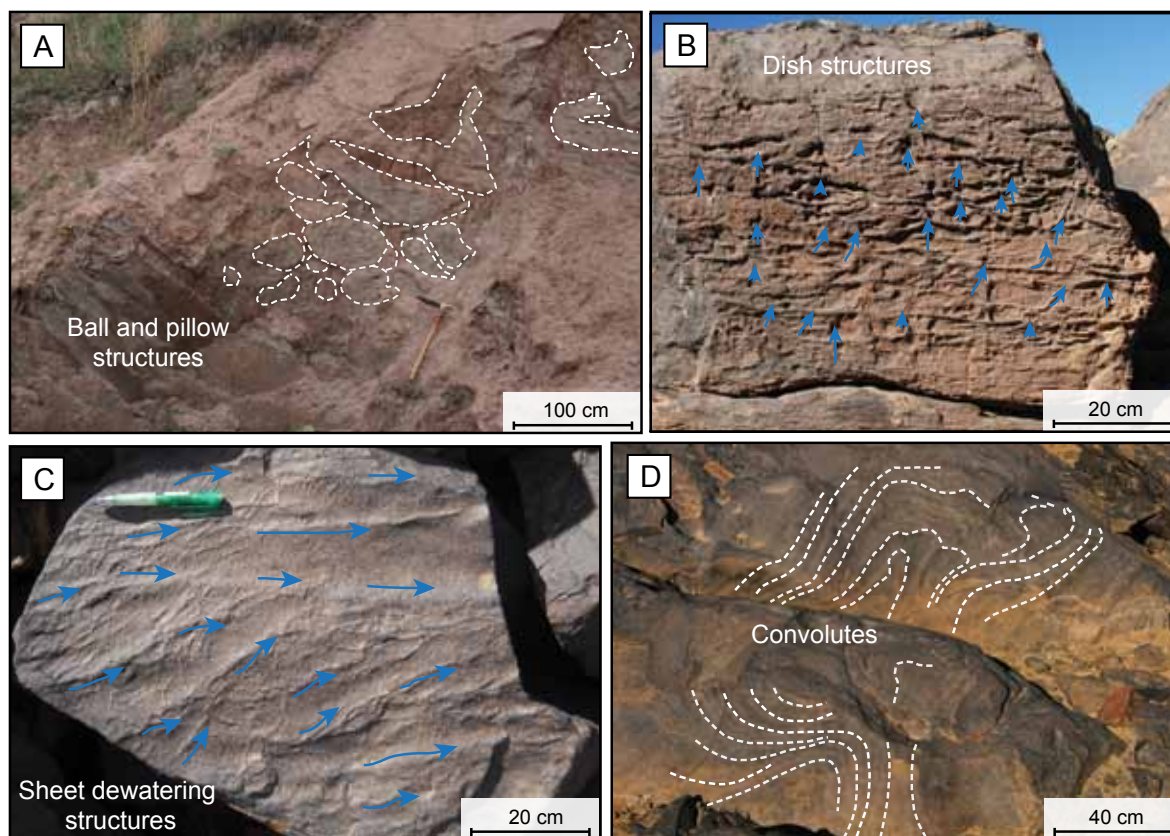 A
Ball and pillow
structures
100 cm
B
Dish structures
20 cm
C
Sheet dewatering
structures
20 cm
D
Convolutes
40 cm